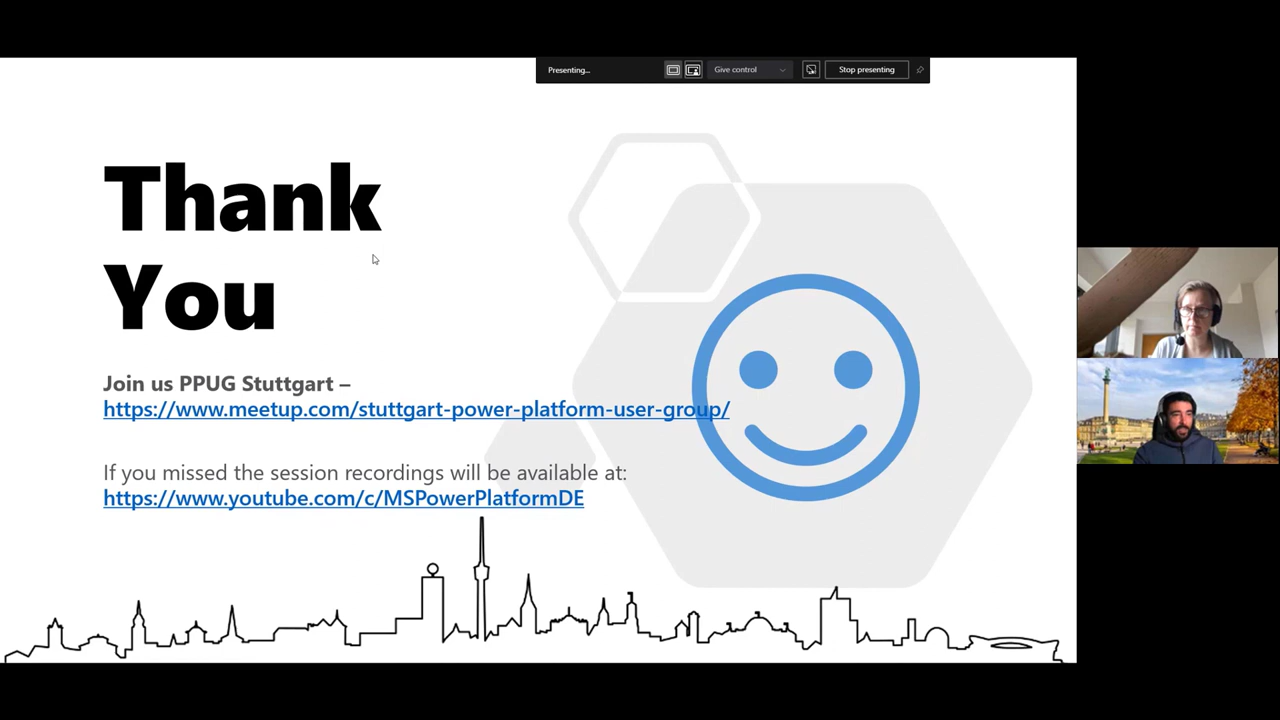 Presenting...
Give control
Stop presenting
Thank
You
Join us PPUG Stuttgart –
https://www.meetup.com/stuttgart-power-platform-user-group/
If you missed the session recordings will be available at:
https://www.youtube.com/c/MSPowerPlatformDE